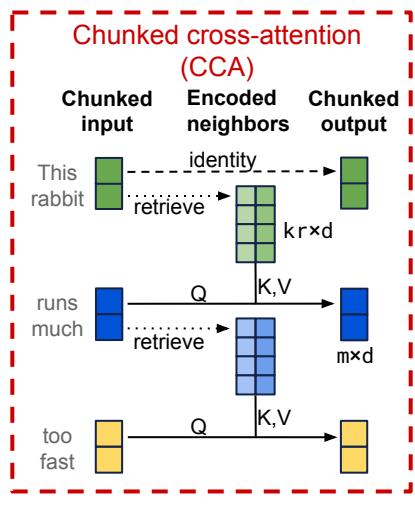 Chunked cross-attention
(CCA)
Chunked
input
Encoded
neighbors
Chunked
output
This
rabbit
identity
retrieve
kr×d
K,V
runs
much
Q
retrieve
m×d
K,V
too
fast
Q